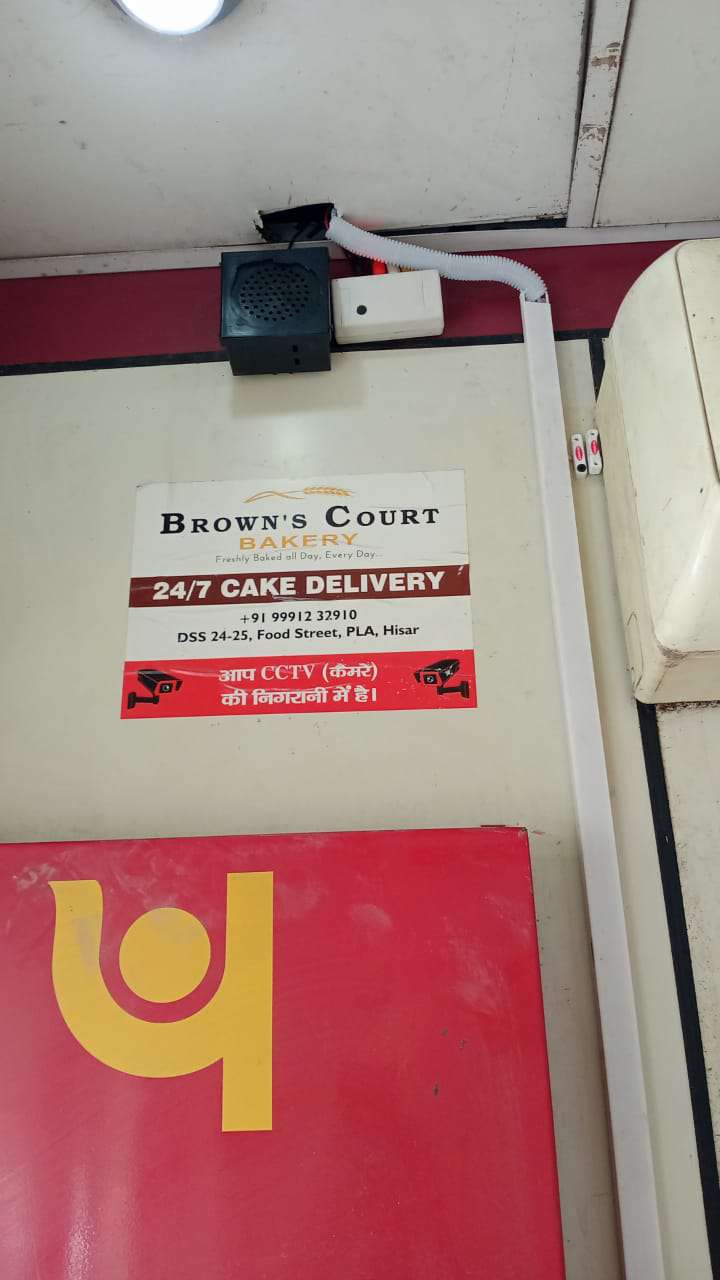 BROWN'S COURT
BAKERY
Freshly Baked all Day, Every Day...
24/7 CAKE DELIVERY
+91 99912 32910
DSS 24-25, Food Street, PLA, Hisar
आप CCTV (कैमरें)
की निगरानी में है।